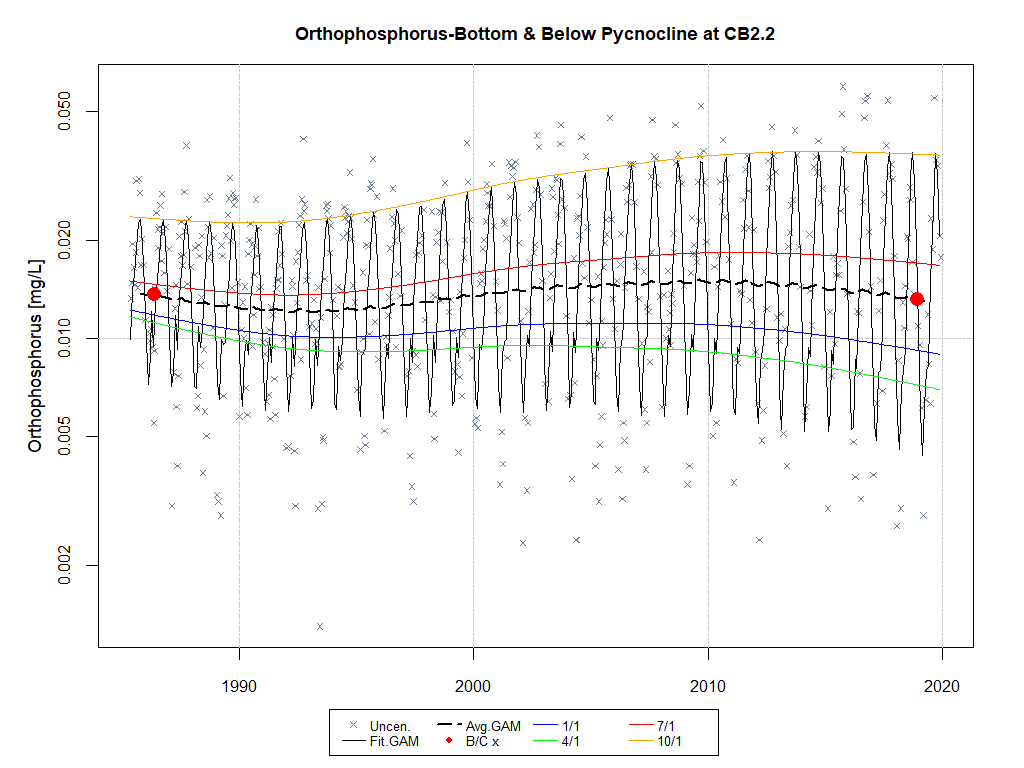 Orthophosphorus-Bottom & Below Pycnocline at CB2.2
Orthophosphorus [mg/L]
0.050
0.020
0.010
0.005
0.002
1990 2000 2010 2020
Uncen. Avg.GAM 1/1 7/1
Fit.GAM B/C x 4/1 10/1